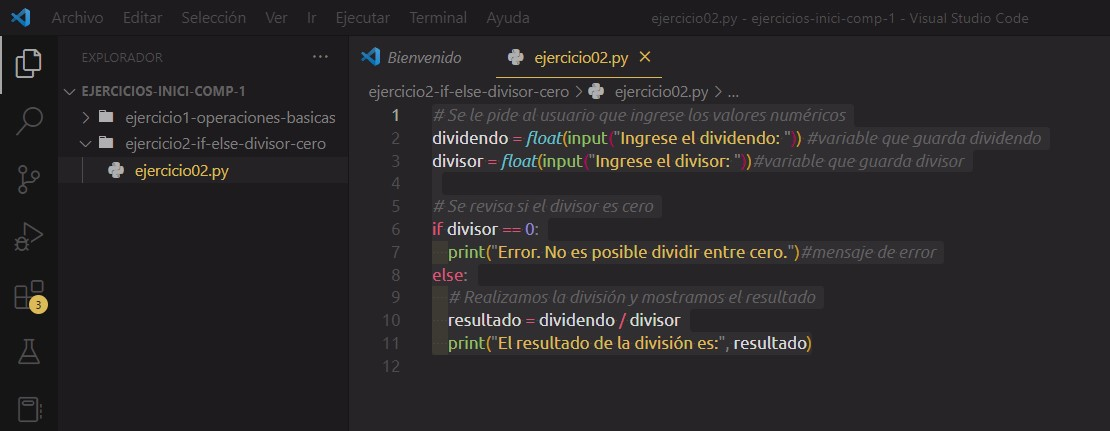 Archivo Editar Selección Ver Ir Ejecutar Terminal Ayuda ejercicio02.py - ejercicios-inici-comp-1 - Visual Studio Code
EXPLORADOR ...
EJERCICIOS-INICI-COMP-1
ejercicio1-operaciones-basicas
ejercicio2-if-else-divisor-cero
ejercicio02.py
3
Bienvenido ejercicio02.py
ejercicio2-if-else-divisor-cero > ejercicio02.py > ...
1 # Se le pide al usuario que ingrese los valores numéricos
2 dividendo = float(input("Ingrese el dividendo: ")) #variable que guarda dividendo
3 divisor = float(input("Ingrese el divisor: "))#variable que guarda divisor
4
5 # Se revisa si el divisor es cero
6 if divisor == 0:
7 print("Error. No es posible dividir entre cero.")#mensaje de error
8 else:
9 # Realizamos la división y mostramos el resultado
10 resultado = dividendo / divisor
11 print("El resultado de la división es:", resultado)
12